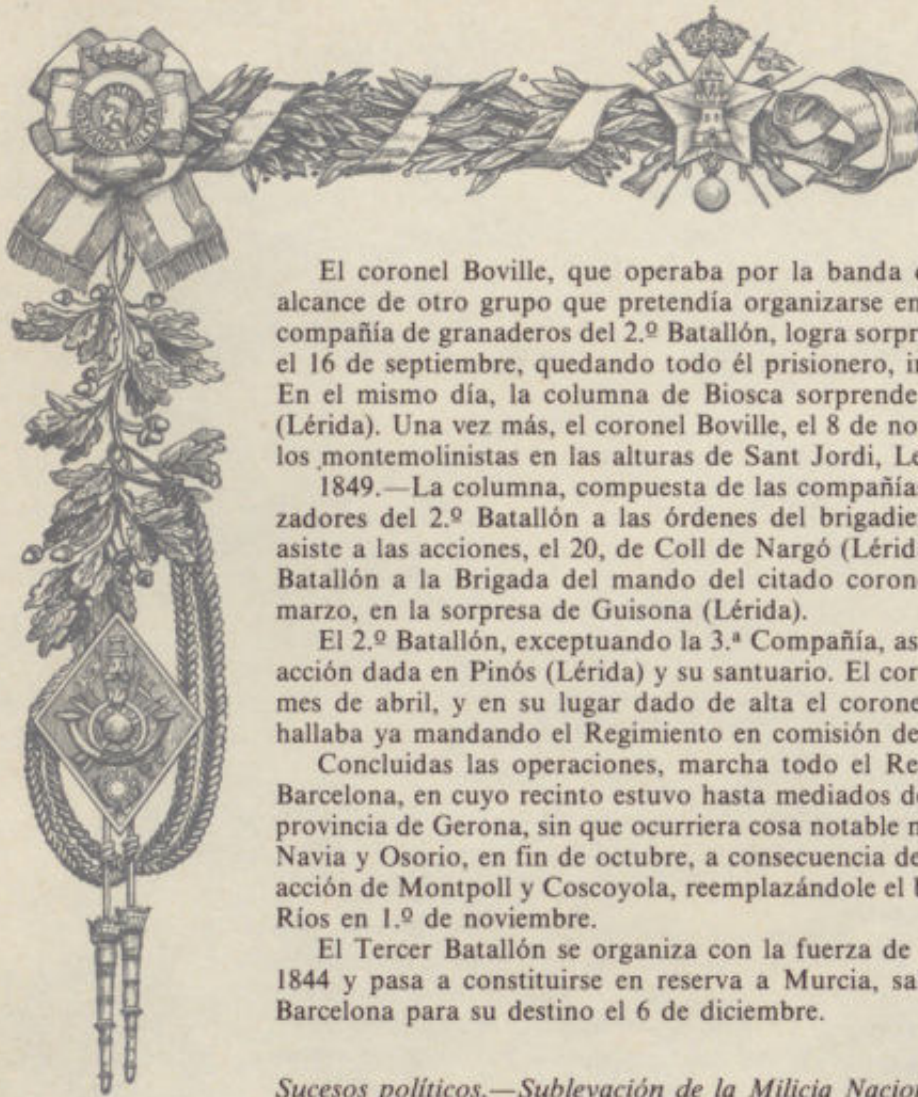 El coronel Boville, que operaba por la banda
alcance de otro grupo que pretendía organizarse en
compañía de granaderos del 2.º Batallón, logra sorpr
el 16 de septiembre, quedando todo él prisionero, i
En el mismo día, la columna de Biosca sorprende
(Lérida). Una vez más, el coronel Boville, el 8 de no
los montemolinistas en las alturas de Sant Jordi, Le
1849.—La columna, compuesta de las compañía
zadores del 2.º Batallón a las órdenes del brigadie
asiste a las acciones, el 20, de Coll de Nargó (Lérid
Batallón a la Brigada del mando del citado coron
marzo, en la sorpresa de Guisona (Lérida).
El 2.º Batallón, exceptuando la 3.ª Compañía, as
acción dada en Pinós (Lérida) y su santuario. El cor
mes de abril, y en su lugar dado de alta el corone
hallaba ya mandando el Regimiento en comisión de
Concluidas las operaciones, marcha todo el Re
Barcelona, en cuyo recinto estuvo hasta mediados d
provincia de Gerona, sin que ocurriera cosa notable
Navia y Osorio, en fin de octubre, a consecuencia de
acción de Montpoll y Coscoyola, reemplazándole el
Ríos en 1.º de noviembre.
El Tercer Batallón se organiza con la fuerza de
1844 y pasa a constituirse en reserva a Murcia, sa
Barcelona para su destino el 6 de diciembre.
Sucesos políticos.—Sublevación de la Milicia Nacion